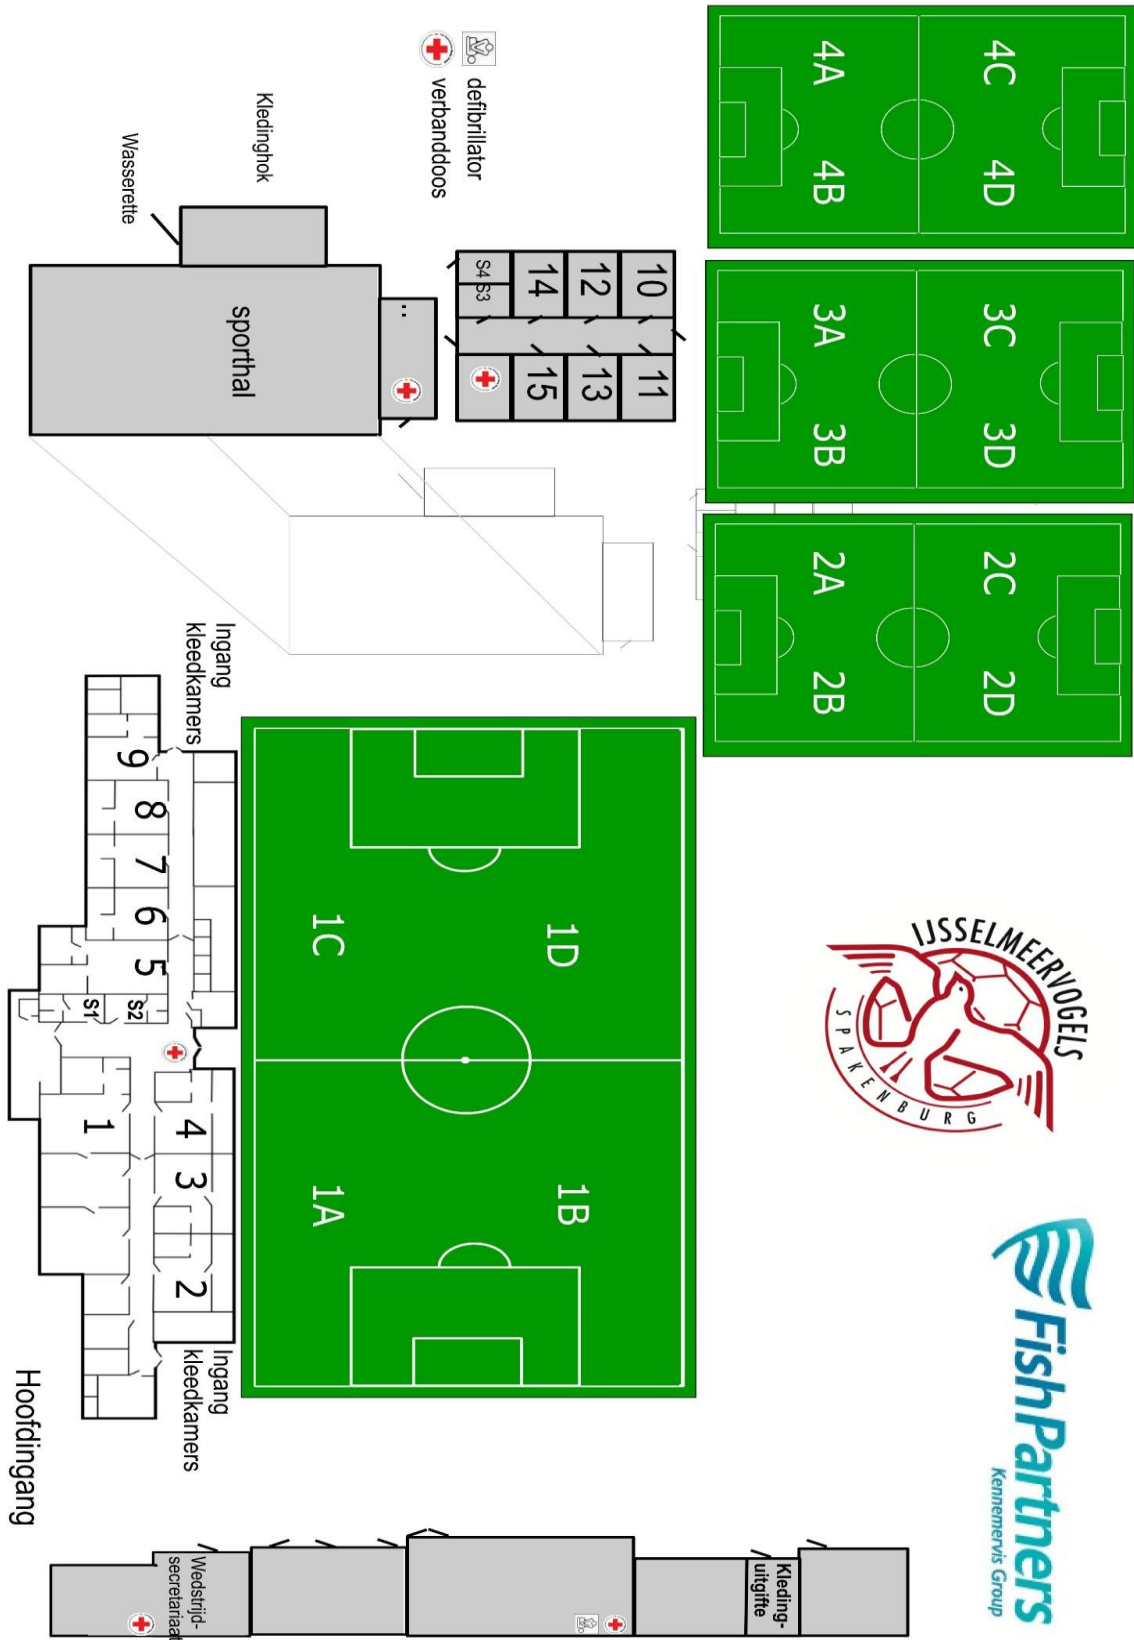 defibrillator
verbanddoos
Kledinghok
Wasserette
sporthal
S4 S3
14
12
10
15
13
11
4A
4C
4B
4D
3A
3C
3B
3D
2A
2C
2B
2D
Ingang
kleedkamers
9
8
7
6
5
S1
S2
1
4
3
2
1C
1D
1A
1B
Ingang
kleedkamers
Hoofdingang
IJSSELMEERVOGELS
SPAKENBURG
FishPartners
Kennemervis Group
Wedstrijd-
secretariaat
Kleding-
uitgifte